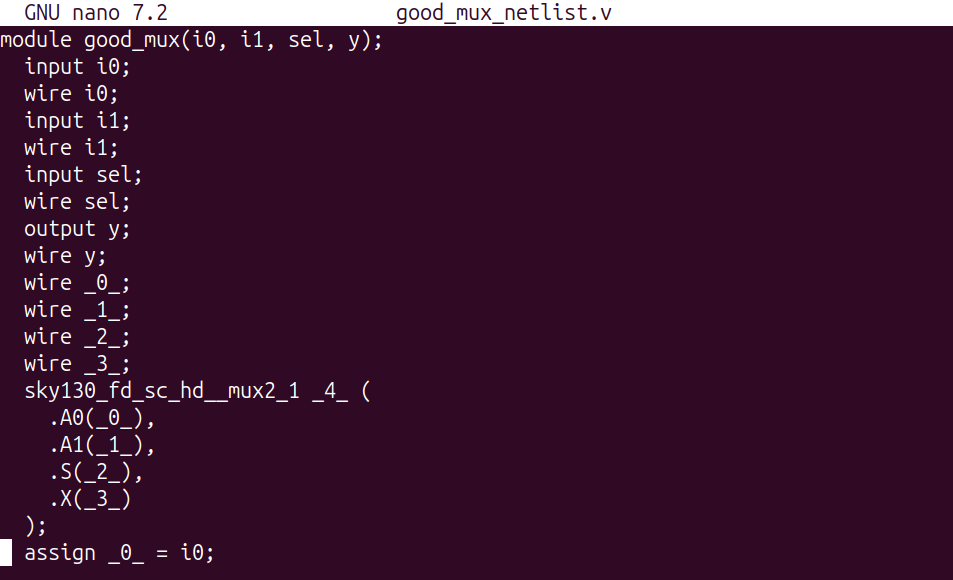 GNU nano 7.2 good_mux_netlist.v
module good_mux(i0, i1, sel, y);
  input i0;
  wire i0;
  input i1;
  wire i1;
  input sel;
  wire sel;
  output y;
  wire y;
  wire _0_;
  wire _1_;
  wire _2_;
  wire _3_;
  sky130_fd_sc_hd__mux2_1 _4_ (
    .A0(_0_),
    .A1(_1_),
    .S(_2_),
    .X(_3_)
  );
  assign _0_ = i0;